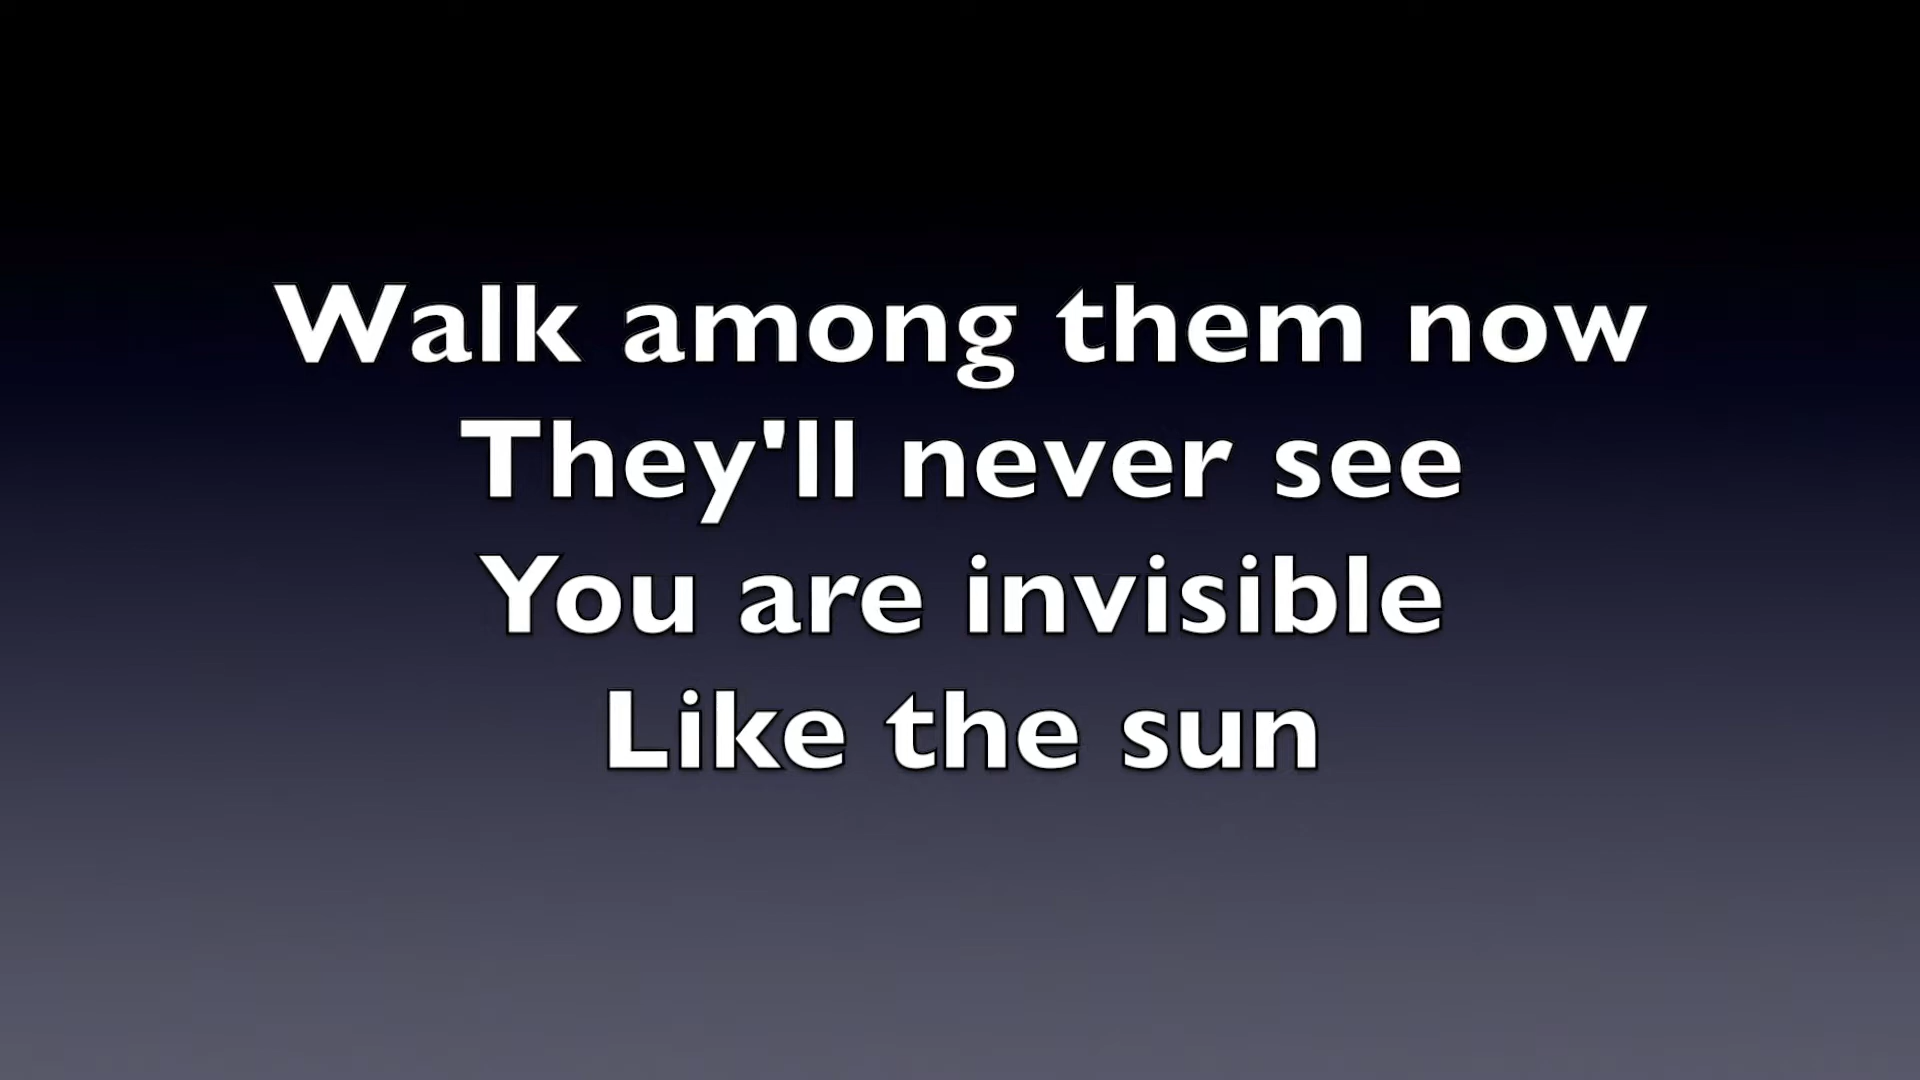 Walk among them now
They'll never see
You are invisible
Like the sun